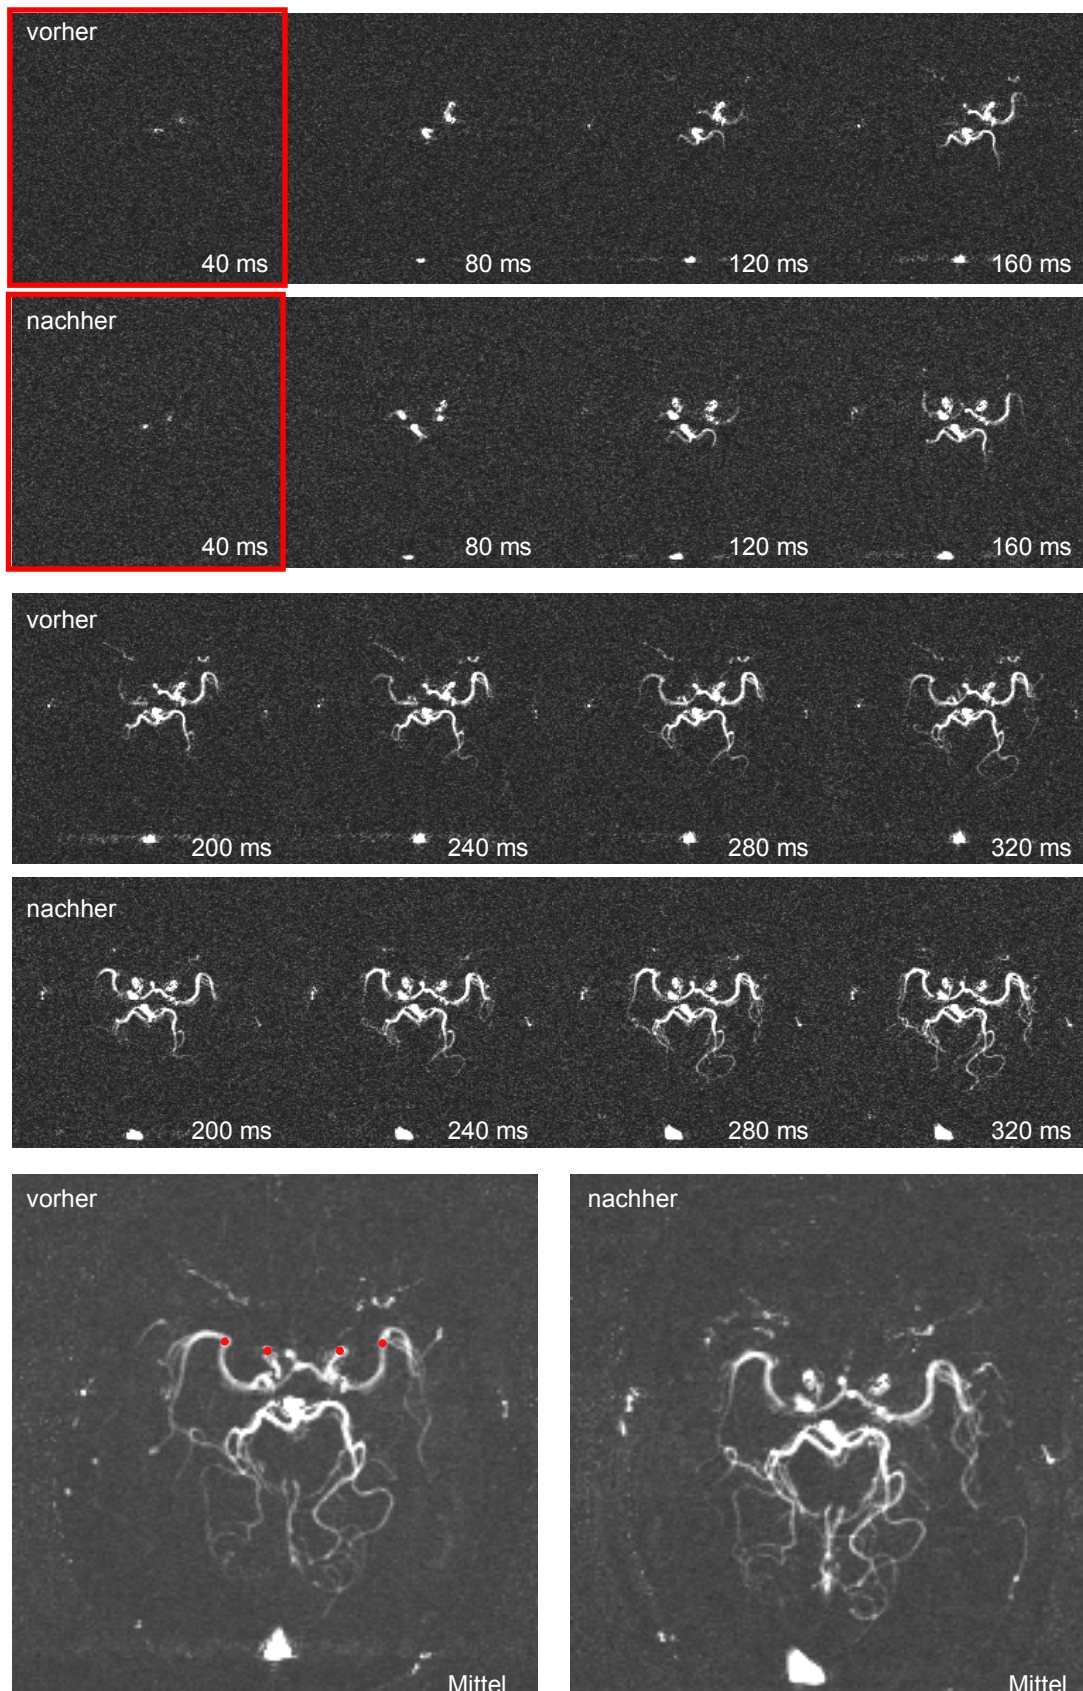 vorher
40 ms
80 ms
120 ms
160 ms
nachher
40 ms
80 ms
120 ms
160 ms
vorher
200 ms
240 ms
280 ms
320 ms
nachher
200 ms
240 ms
280 ms
320 ms
vorher
nachher
Mittel
Mittel